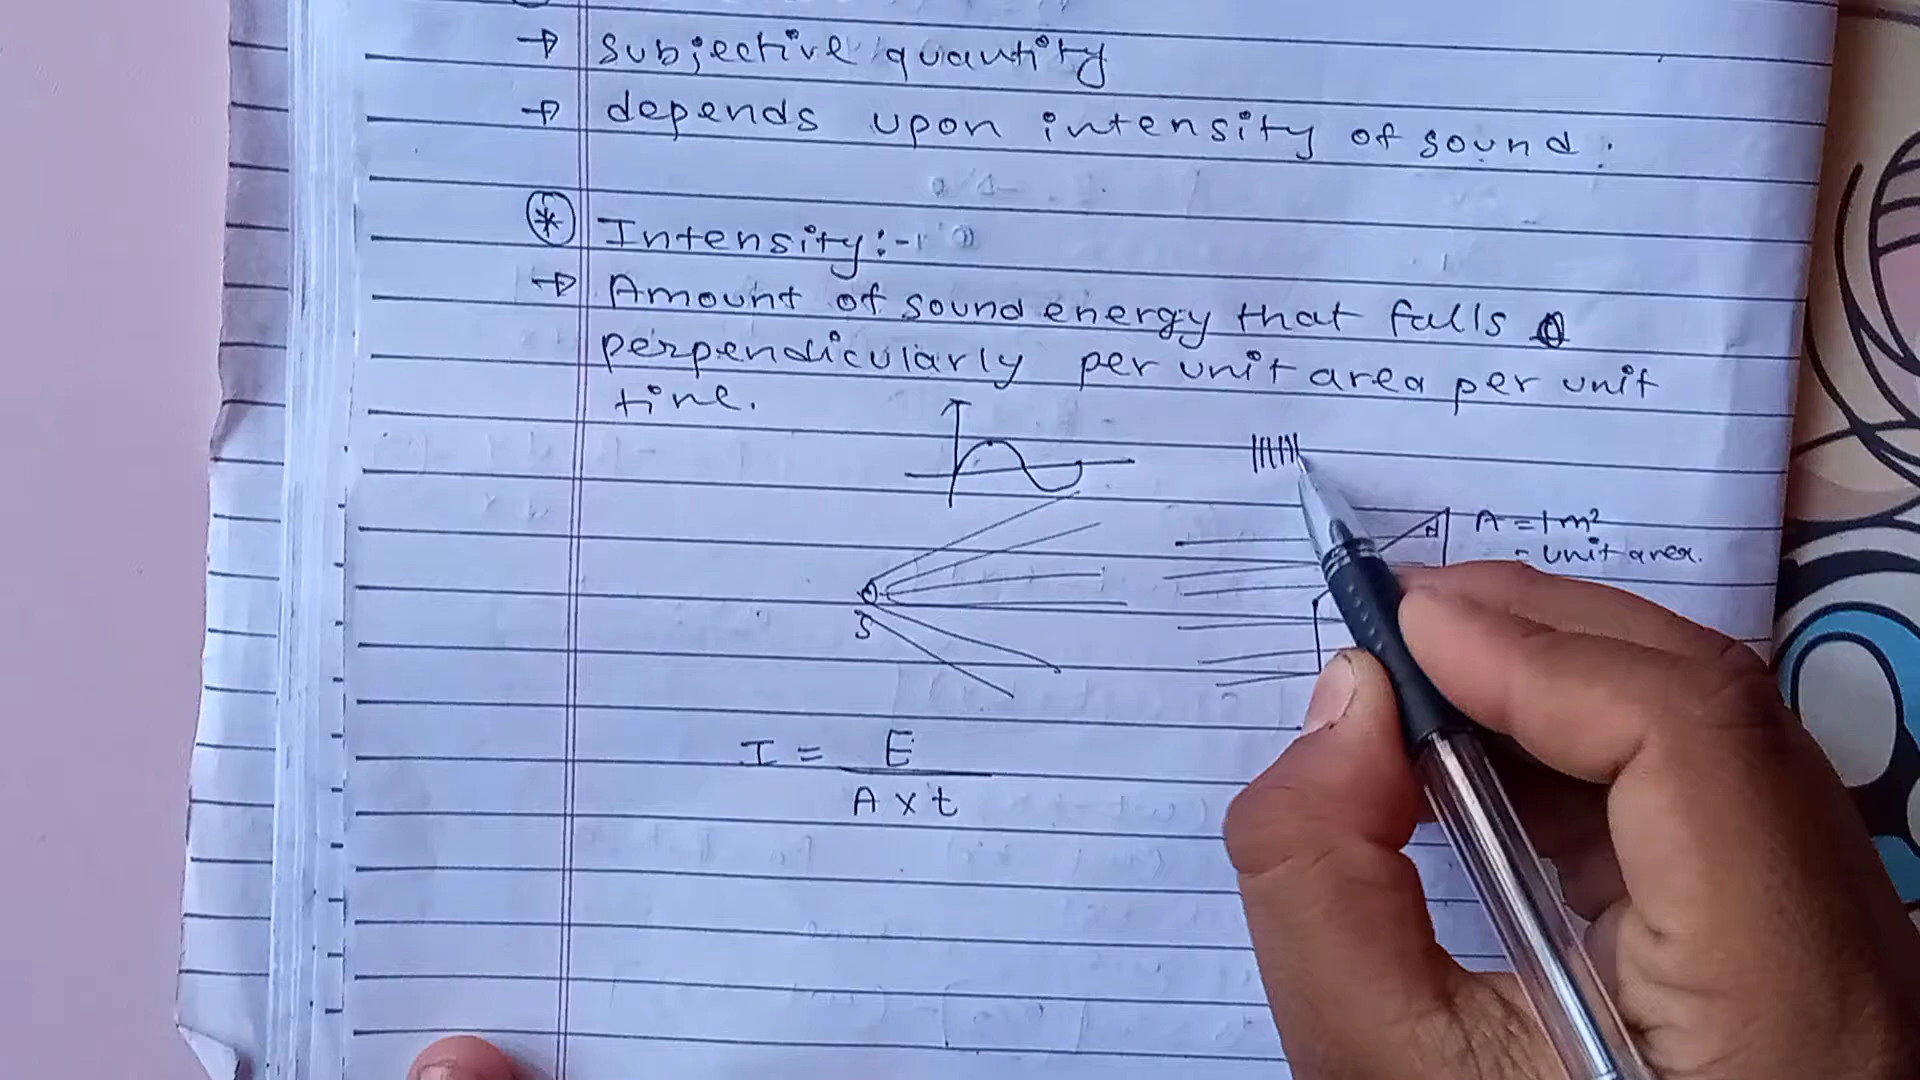 → subjective quantity
→ depends upon intensity of sound.
* Intensity:-
→ Amount of sound energy that falls
perpendicularly per unit area per unit
time.
A = 1m²
= unit area.
S
I = E
A x t